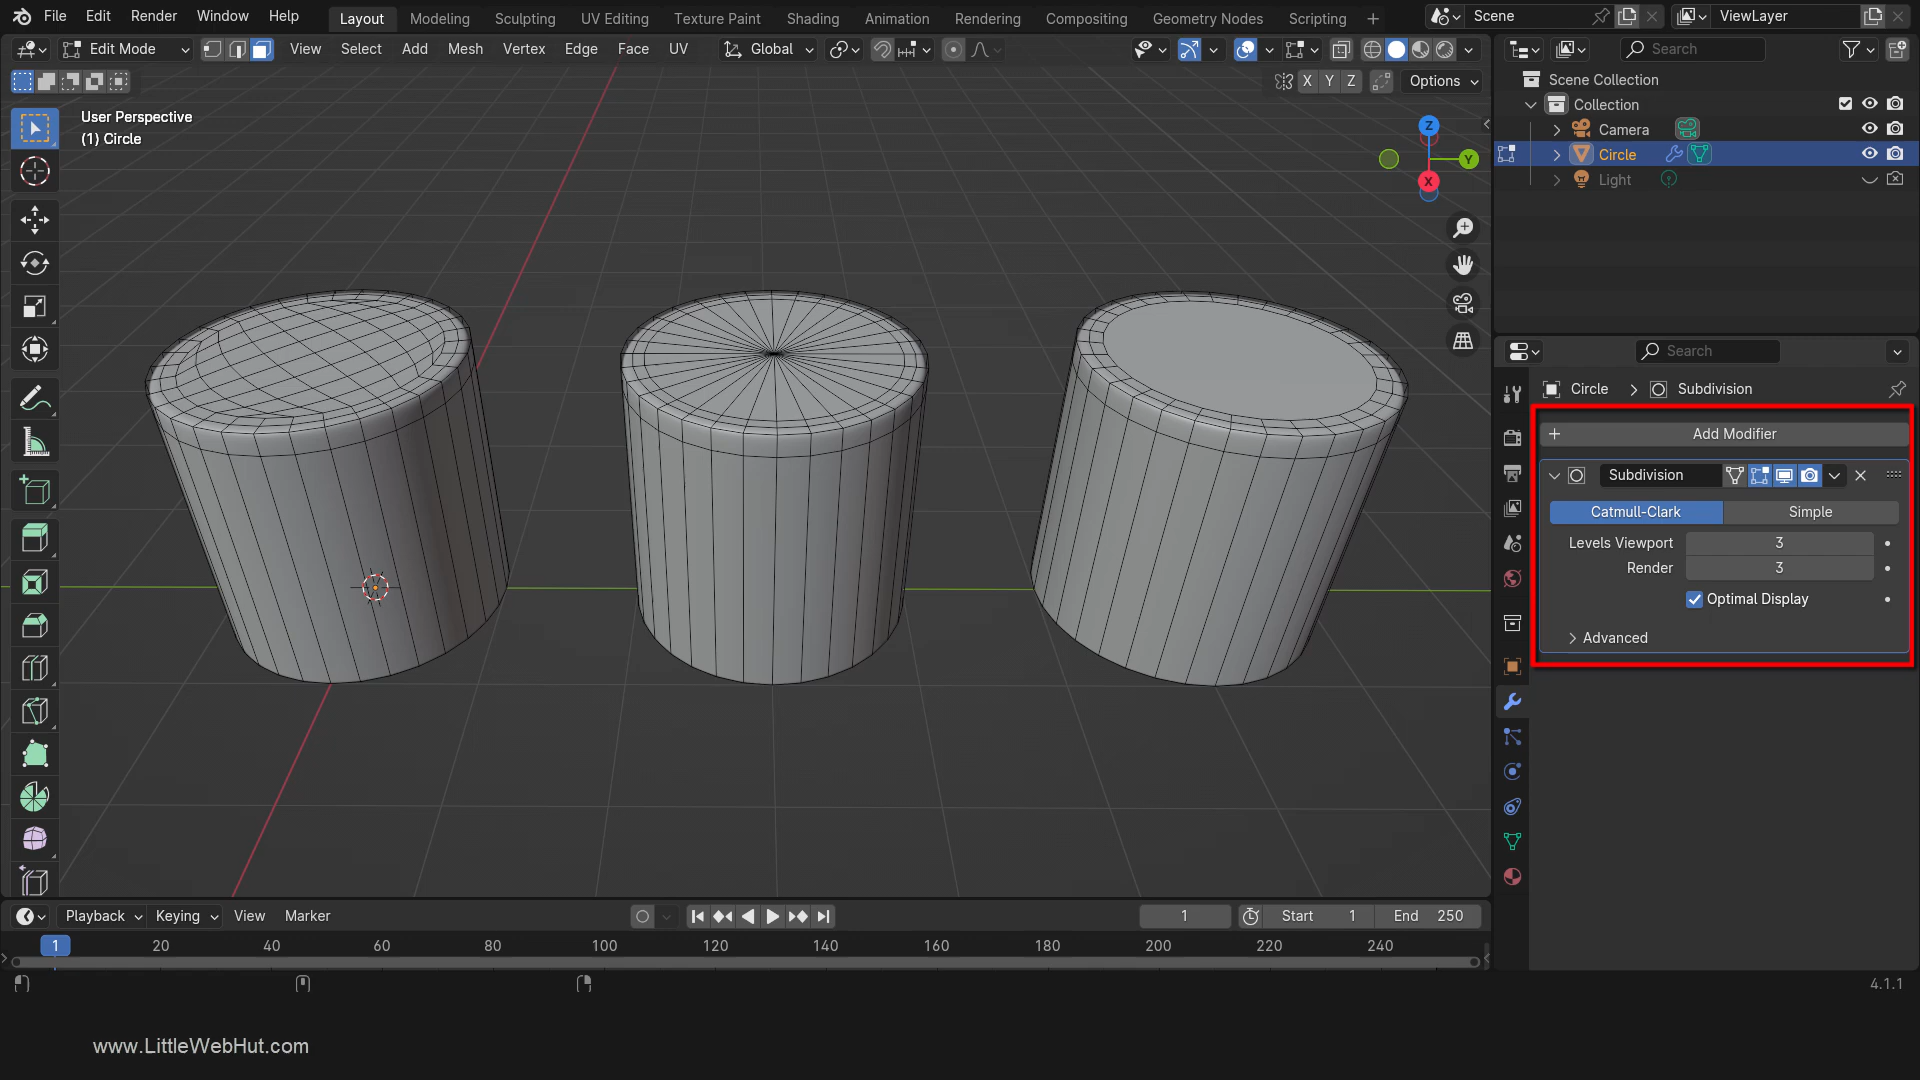 File Edit Render Window Help Layout Modeling Sculpting UV Editing Texture Paint Shading Animation Rendering Compositing Geometry Nodes Scripting + Scene ViewLayer
Edit Mode View Select Add Mesh Vertex Edge Face UV Global Search
X Y Z Options
Scene Collection
Collection
Camera
Circle
Light
User Perspective
(1) Circle
Z
Y
X
Search
Circle > Subdivision
+ Add Modifier
Subdivision
Catmull-Clark Simple
Levels Viewport 3
Render 3
Optimal Display
Advanced
Playback Keying View Marker 1 Start 1 End 250
1 20 40 60 80 100 120 140 160 180 200 220 240
4.1.1
www.LittleWebHut.com